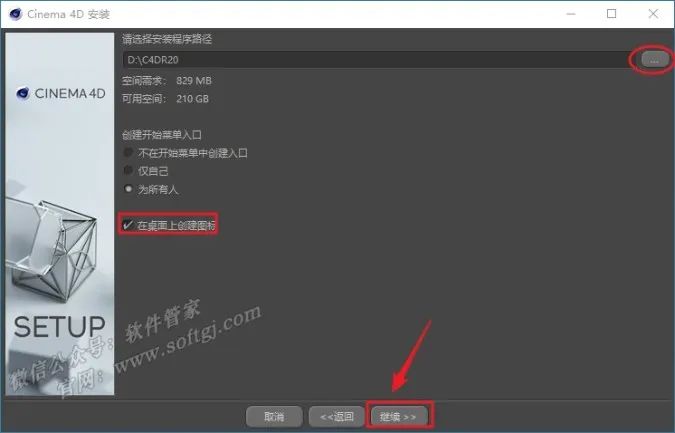 Cinema 4D 安装
请选择安装程序路径
D:\C4DR20
...
空间需求: 829 MB
可用空间: 210 GB
CINEMA 4D
创建开始菜单入口
不在开始菜单中创建入口
仅自己
为所有人
在桌面上创建图标
SETUP
微信公众号: 软件管家
官网: www.softgj.com
取消
<<返回
继续 >>